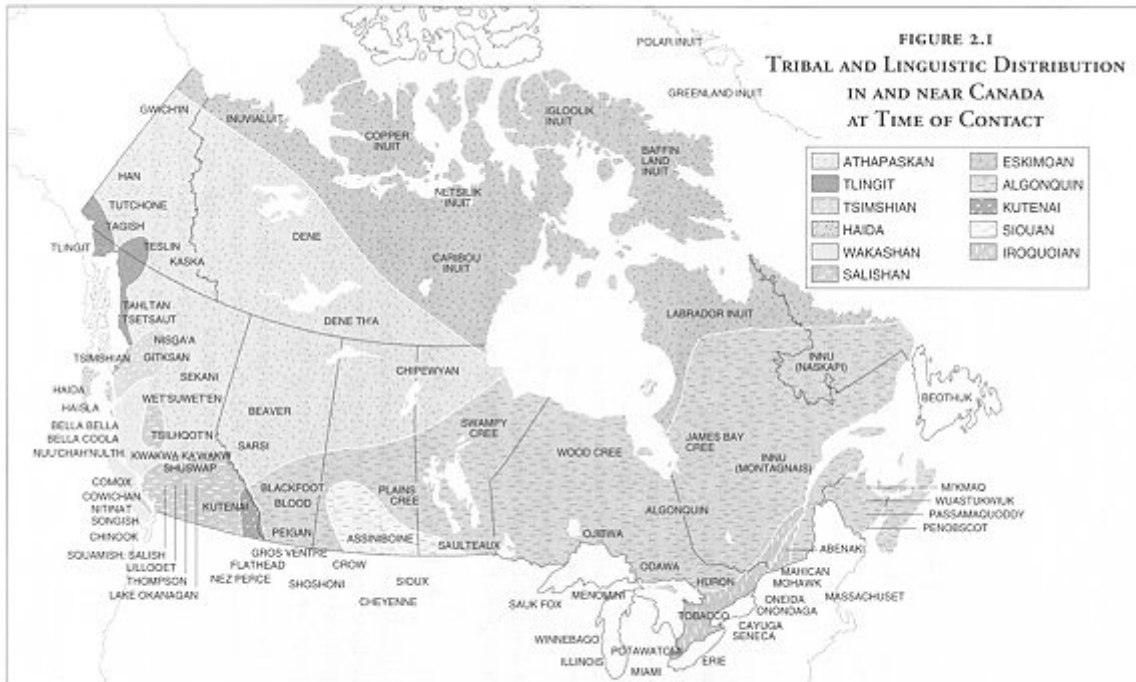 FIGURE 2.1
TRIBAL AND LINGUISTIC DISTRIBUTION
IN AND NEAR CANADA
AT TIME OF CONTACT
ATHAPASKAN
TLINGIT
TSIMSHIAN
HAIDA
WAKASHAN
SALISHAN
ESKIMOAN
ALGONQUIN
KUTENAI
SIOUAN
IROQUOIAN
POLAR INUIT
GREENLAND INUIT
GWICH'IN
INUVIALUIT
COPPER
INUIT
IGLOOLIK
INUIT
BAFFIN
LAND
INUIT
HAN
TUTCHONE
TAGISH
NETSILIK
INUIT
DENE
TLINGIT
TESLIN
KASKA
CARIBOU
INUIT
TAHLTAN
TSETSAUT
DENE THA
LABRADOR INUIT
NISGA'A
TSIMSHIAN
GITKSAN
SEKANI
CHIPEWYAN
INNU
(NASKAPI)
HAIDA
WET'SUWET'EN
HAISLA
BEAVER
BEOTHUK
BELLA BELLA
BELLA COOLA
TSILHQOT'N
SARSI
SWAMPY
CREE
WOOD CREE
JAMES BAY
CREE
INNU
(MONTAGNAIS)
NUU'CHAH'NULTH
KWAKWA KA'WAKW
SHUSWAP
COMOX
COWICHAN
NITINAT
SONGISH
CHINOOK
KUTENAI
BLACKFOOT
BLOOD
PEIGAN
PLAINS
CREE
ALGONQUIN
MI'KMAQ
WUASTUKWIUK
PASSAMAQUODDY
PENOBSCOT
ASSINIBOINE
SAULTEAUX
OJIBWA
ABENAKI
SQUAMISH: SALISH
LILLOOET
THOMPSON
LAKE OKANAGAN
GROS VENTRE
FLATHEAD
NEZ PERCE
CROW
SHOSHONI
SIOUX
CHEYENNE
ODAWA
HURON
MAHICAN
MOHAWK
MASSACHUSET
ONEIDA
ONONDAGA
SAUK FOX
MENOMINI
TOBACCO
CAYUGA
SENECA
WINNEBAGO
ILLINOIS
POTAWATOMI
MIAMI
ERIE